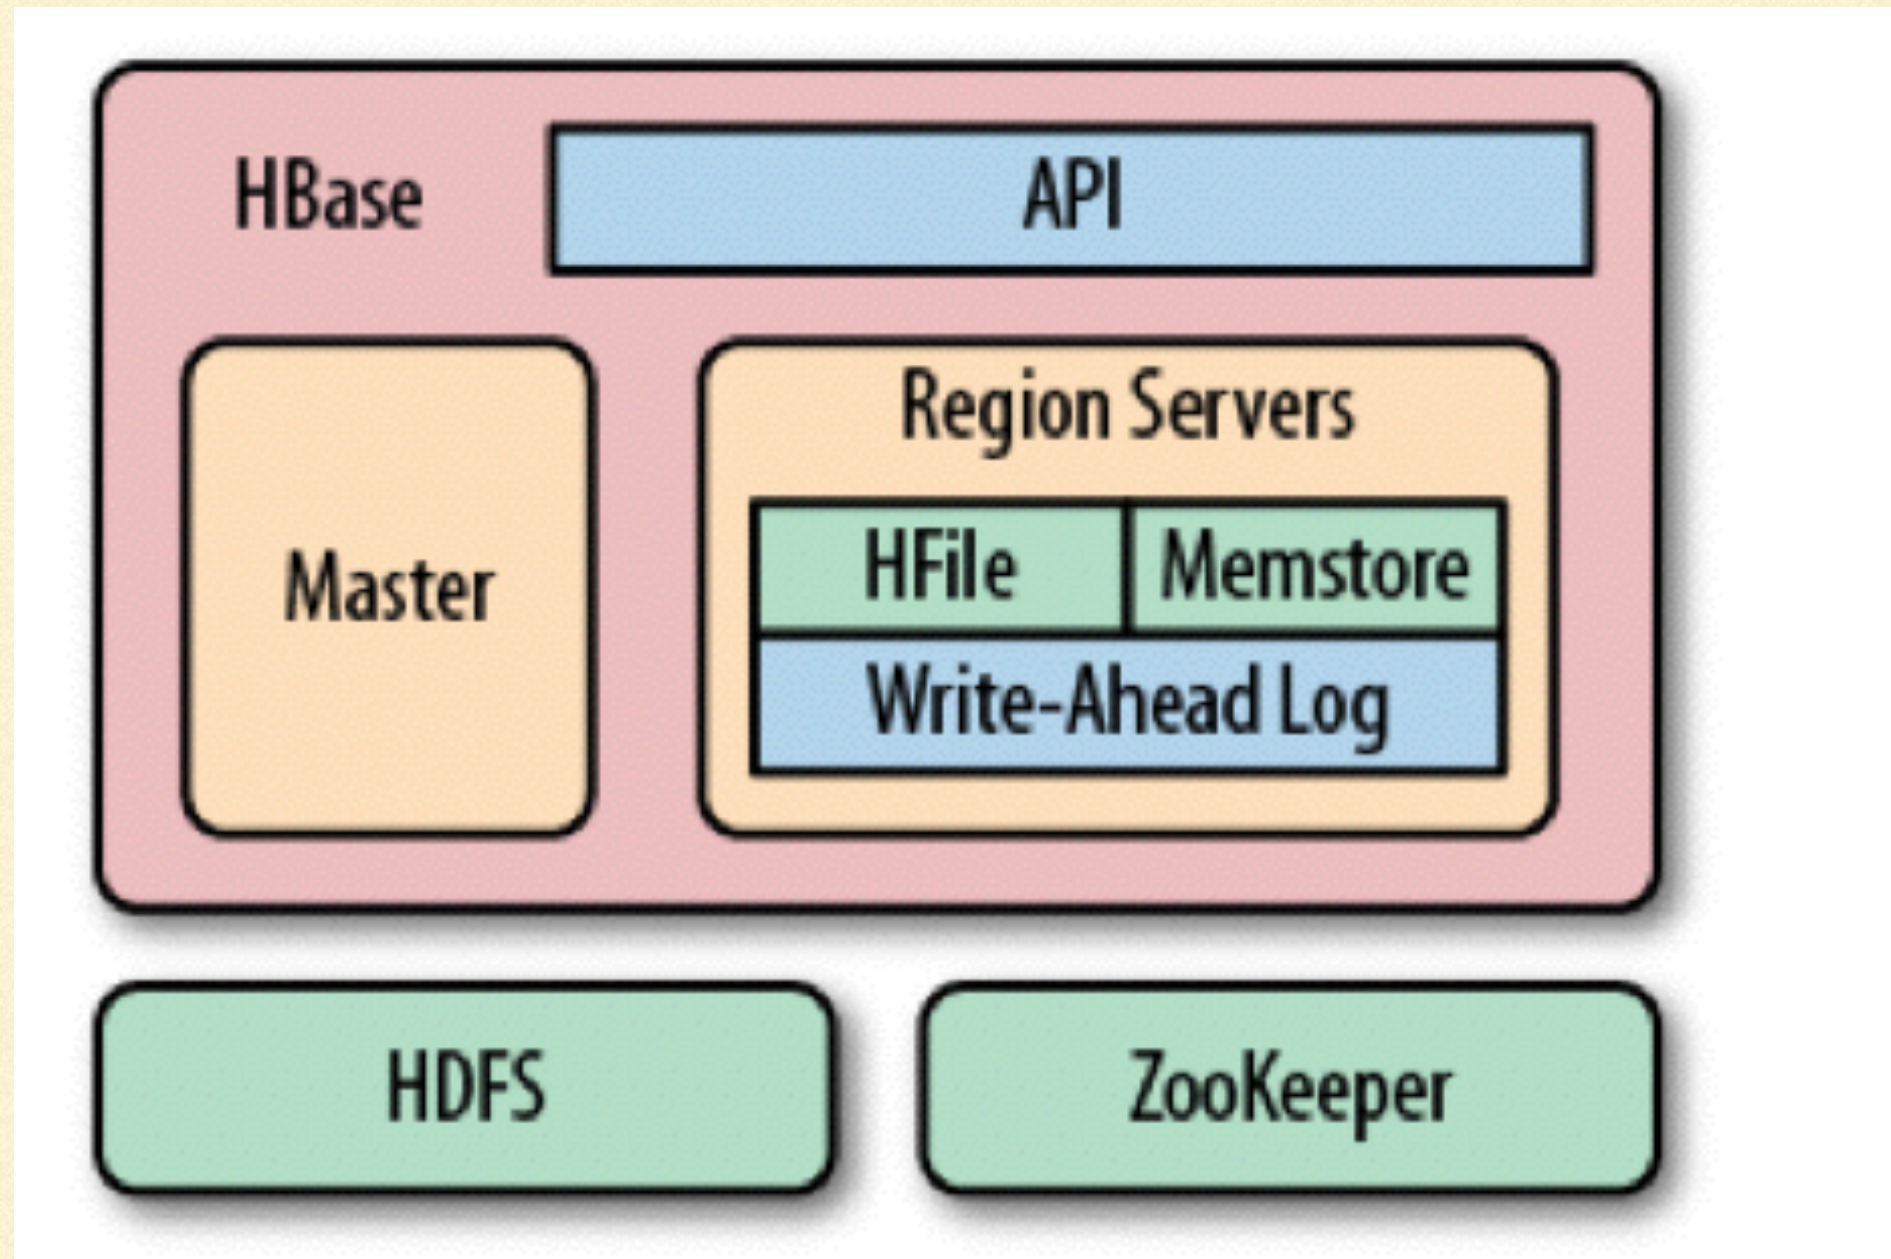 HBase
API
Master
Region Servers
HFile
Memstore
Write-Ahead Log
HDFS
ZooKeeper